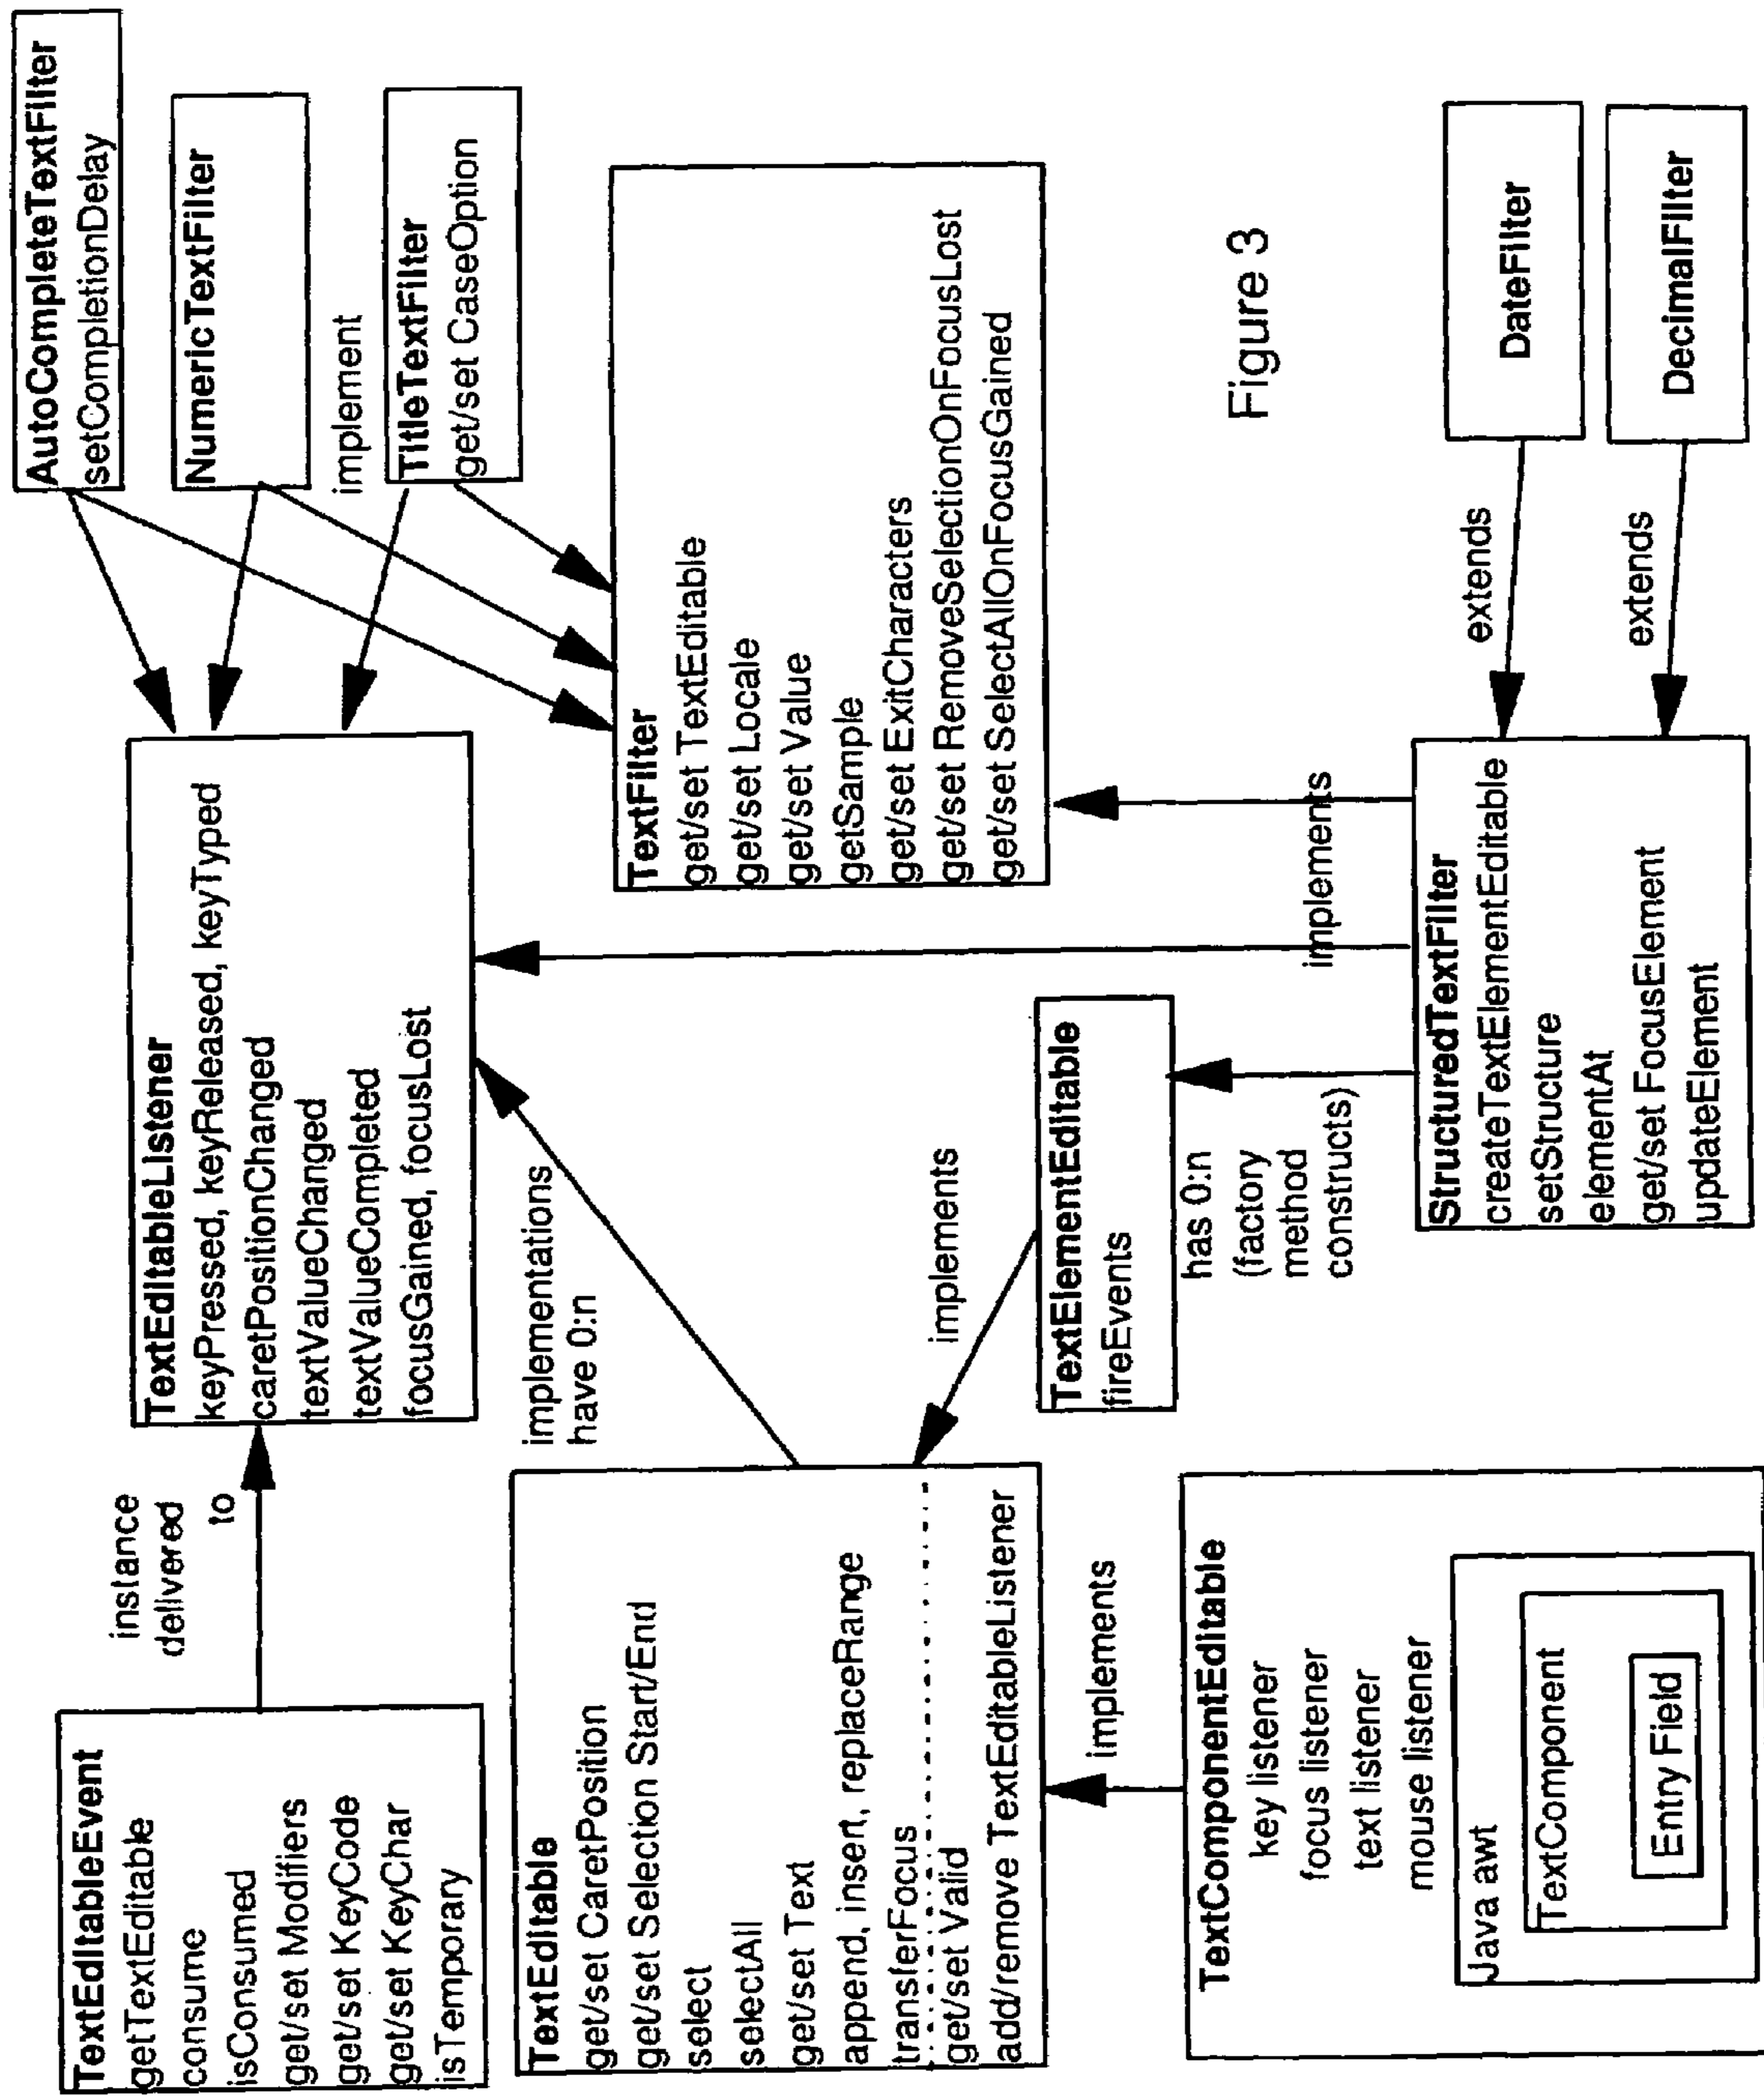 TextEditableEvent
getTextEditable
consume
isConsumed
get/set Modifiers
get/set KeyCode
get/set KeyChar
isTemporary
instance
delivered
to
TextEditableListener
keyPressed, keyReleased, keyTyped
caretPositionChanged
textValueChanged
textValueCompleted
focusGained, focusLost
AutoCompleteTextFilter
setCompletionDelay
NumericTextFilter
implement
TitleTextFilter
get/set CaseOption
TextEditable
get/set CaretPosition
get/set Selection Start/End
select
selectAll
get/set Text
append, insert, replaceRange
transferFocus
get/set Valid
add/remove TextEditableListener
implementations
have 0:n
TextFilter
get/set TextEditable
get/set Locale
get/set Value
getSample
get/set ExitCharacters
get/set RemoveSelectionOnFocusLost
get/set SelectAllOnFocusGained
implements
TextElementEditable
fireEvents
implements
has 0:n
(factory
method
constructs)
implements
Figure 3
TextComponentEditable
key listener
focus listener
text listener
mouse listener
Java awt
TextComponent
Entry Field
StructuredTextFilter
createTextElementEditable
setStructure
elementAt
get/set FocusElement
updateElement
extends
DateFilter
extends
DecimalFilter